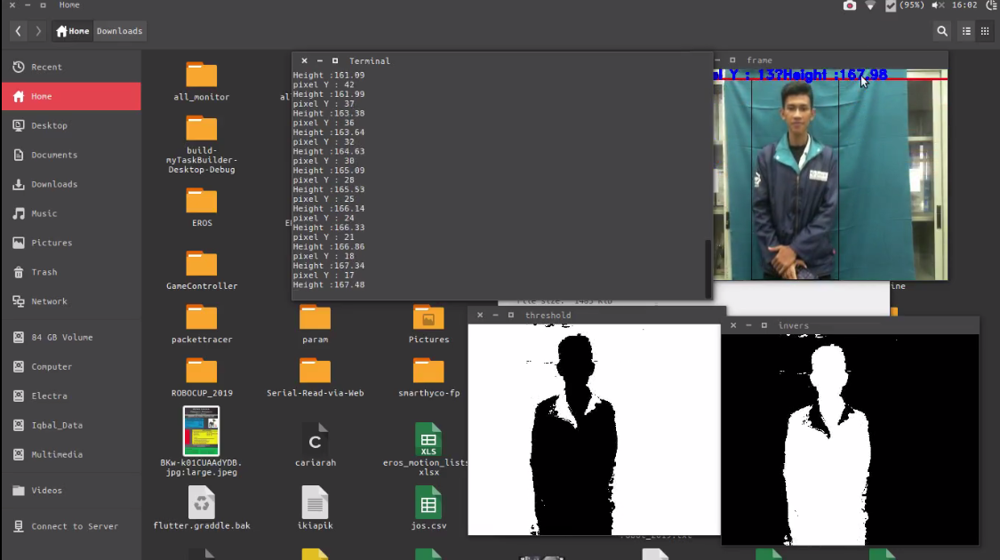 Home
(95%)
16:02
Home
Downloads
Recent
Home
Desktop
Documents
Downloads
Music
Pictures
Trash
Network
84 GB Volume
Computer
Electra
Iqbal_Data
Multimedia
Videos
Connect to Server
all_monitor
build-
myTaskBuilder-
Desktop-Debug
EROS
GameController
packettracer
param
Pictures
ROBOCUP_2019
Serial-Read-via-Web
smarthyco-fp
BKw-k01CUAAdYDB.
jpg:large.jpeg
C
cariarah
XLS
eros_motion_lists
xlsx
flutter.graddle.bak
ikiapik
jos.csv
Terminal
Height :161.09
pixel Y : 42
Height :161.99
pixel Y : 37
Height :163.38
pixel Y : 36
Height :163.64
pixel Y : 32
Height :164.63
pixel Y : 30
Height :165.09
pixel Y : 28
Height :165.53
pixel Y : 25
Height :166.14
pixel Y : 24
Height :166.33
pixel Y : 21
Height :166.86
pixel Y : 18
Height :167.34
pixel Y : 17
Height :167.48
frame
el Y : 13?Height :167.98
ine
threshold
invers